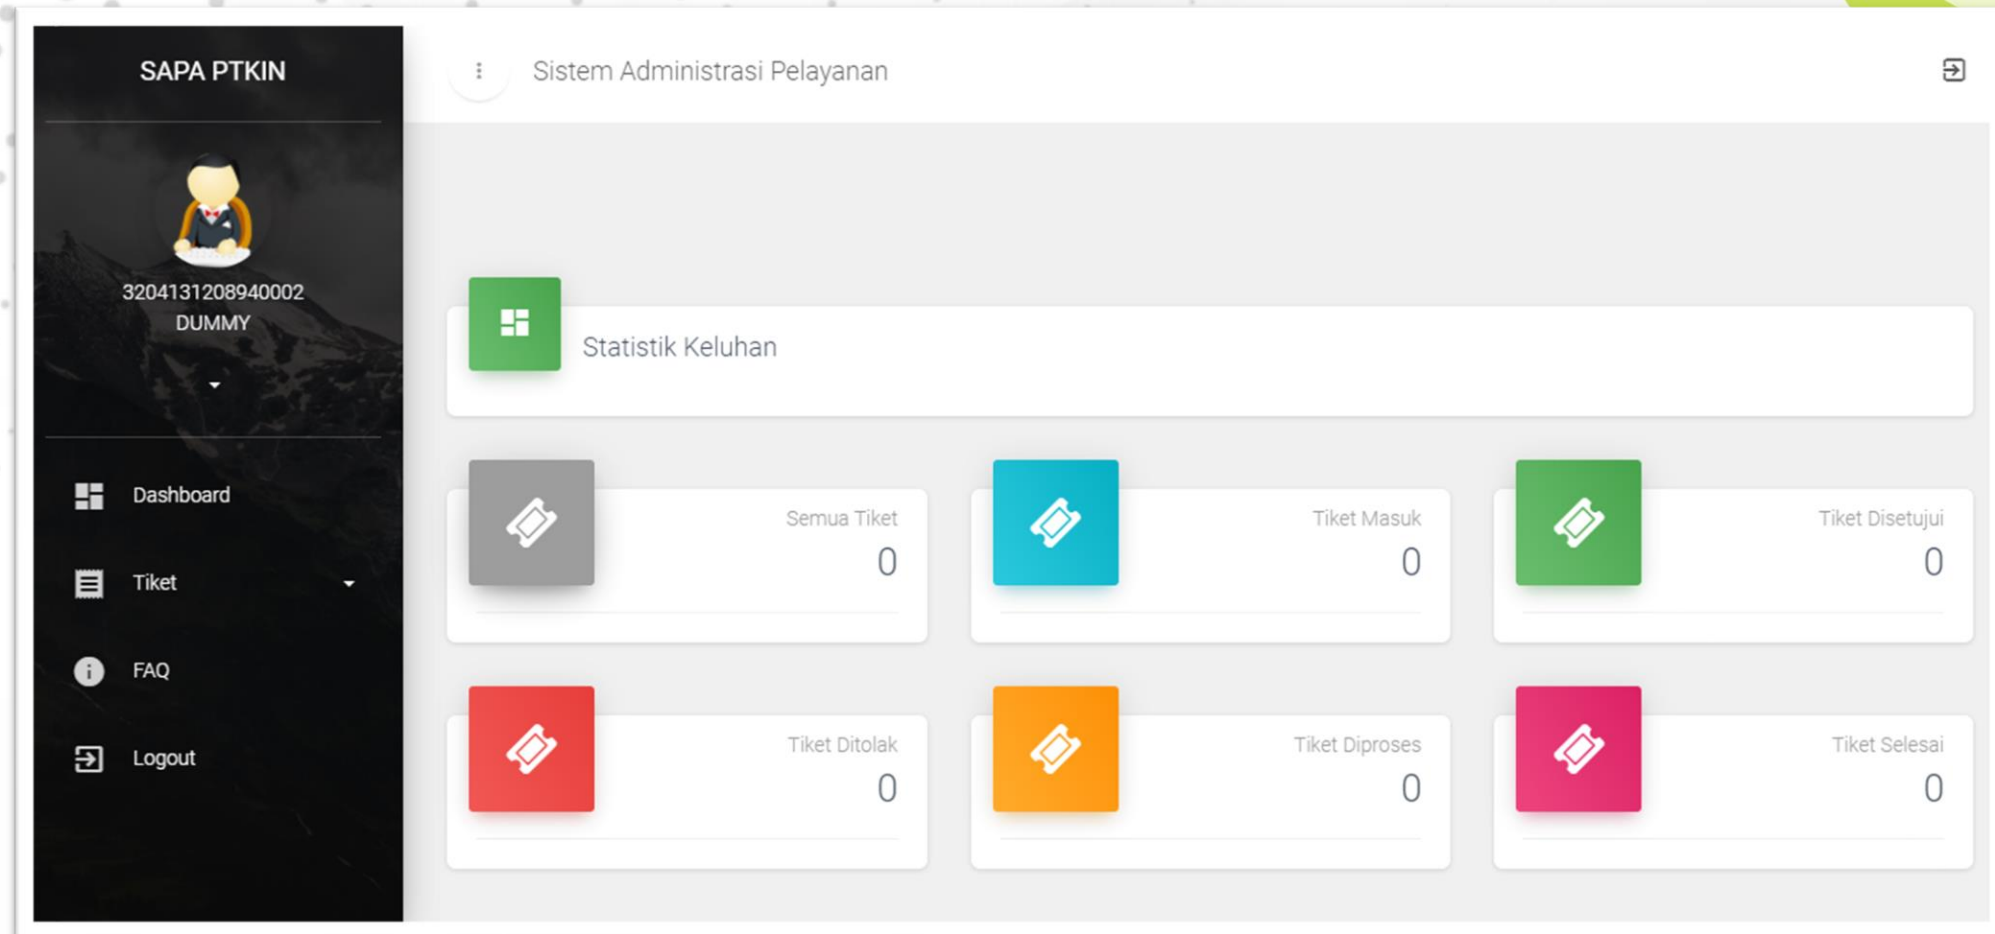 SAPA PTKIN
3204131208940002
DUMMY
Dashboard
Tiket
FAQ
Logout
Sistem Administrasi Pelayanan
Statistik Keluhan
Semua Tiket
0
Tiket Masuk
0
Tiket Disetujui
0
Tiket Ditolak
0
Tiket Diproses
0
Tiket Selesai
0